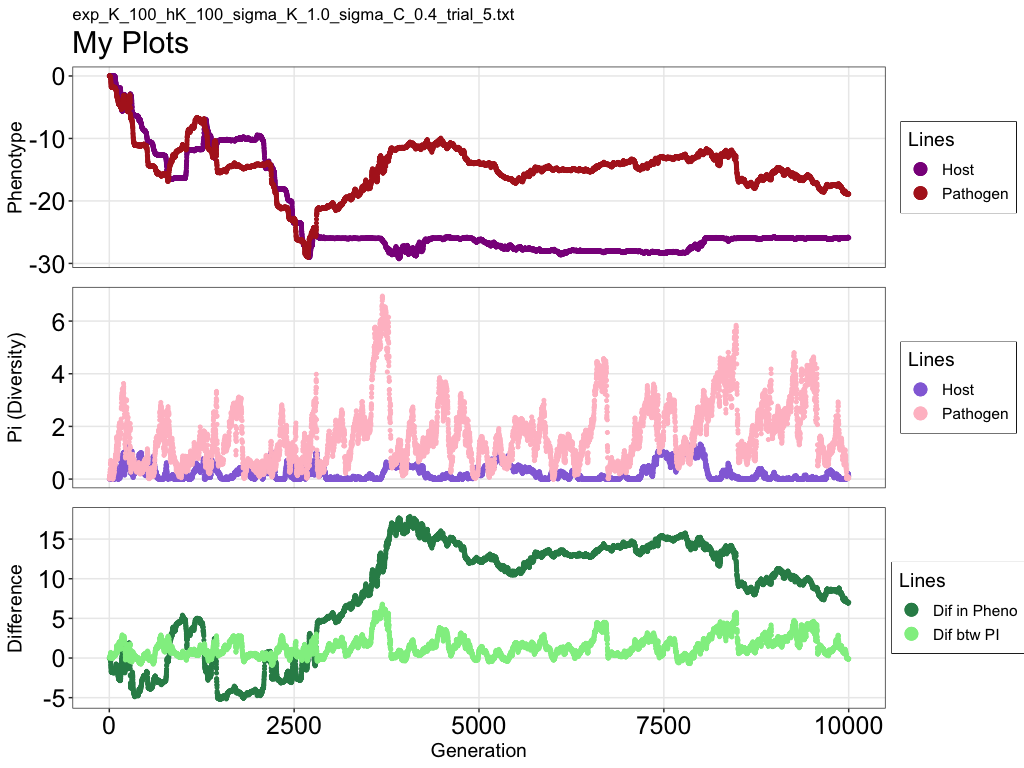 exp_K_100_hK_100_sigma_K_1.0_sigma_C_0.4_trial_5.txt
My Plots
Phenotype
0
-10
-20
-30
Lines
Host
Pathogen
Pi (Diversity)
6
4
2
0
Lines
Host
Pathogen
Difference
15
10
5
0
-5
Lines
Dif in Pheno
Dif btw PI
0 2500 5000 7500 10000
Generation